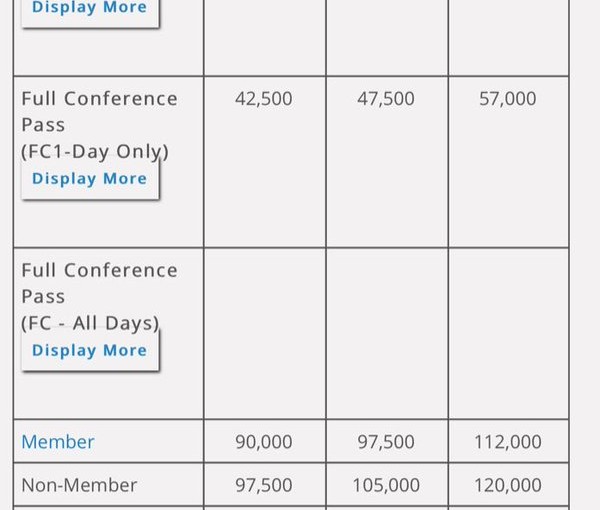 Display More
Full Conference
Pass
(FC1-Day Only)
Display More
42,500 47,500 57,000
Full Conference
Pass
(FC - All Days)
Display More
Member 90,000 97,500 112,000
Non-Member 97,500 105,000 120,000